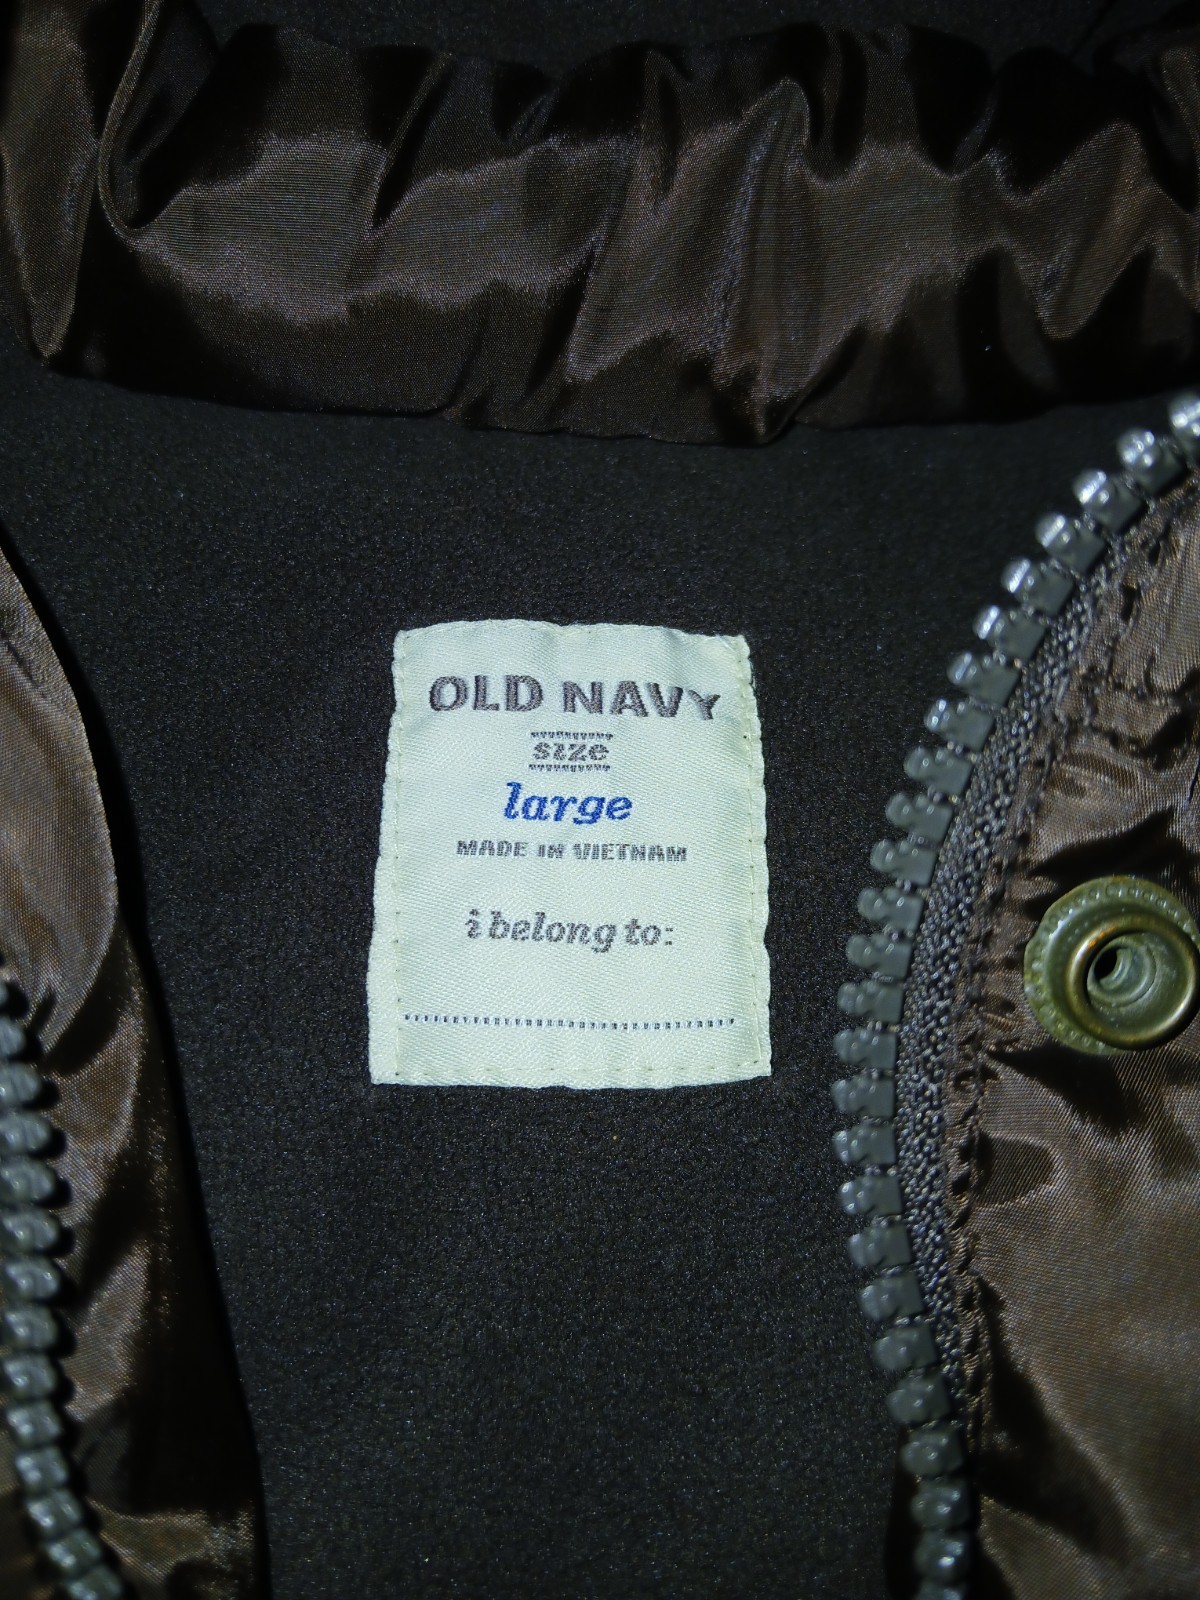 OLD NAVY
size
large
MADE IN VIETNAM
i belong to: